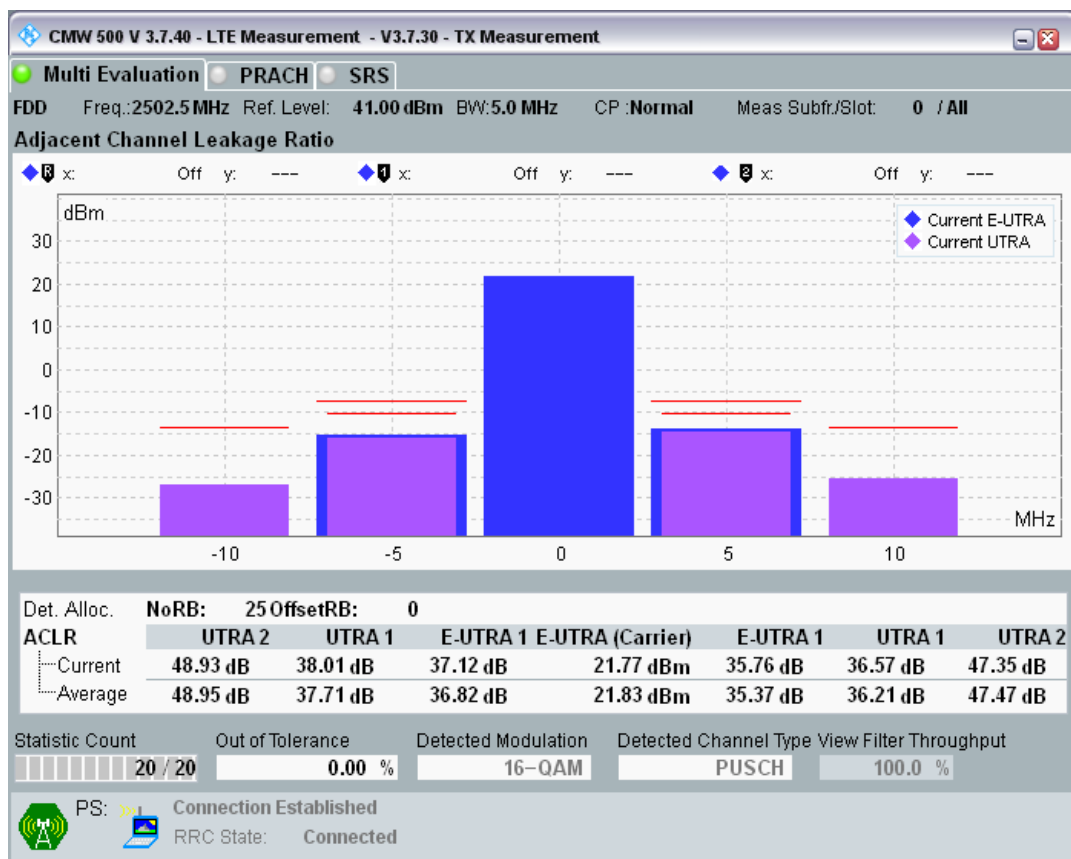 CMW 500 V 3.7.40 - LTE Measurement - V3.7.30 - TX Measurement
Multi Evaluation PRACH SRS
FDD Freq.:2502.5 MHz Ref. Level: 41.00 dBm BW:5.0 MHz CP :Normal Meas Subfr./Slot: 0 / All
Adjacent Channel Leakage Ratio
R x: Off y: --- 1 x: Off y: --- 2 x: Off y: ---
dBm
Current E-UTRA
Current UTRA
30
20
10
0
-10
-20
-30
MHz
-10 -5 0 5 10
Det. Alloc. NoRB: 25 OffsetRB: 0
ACLR UTRA 2 UTRA 1 E-UTRA 1 E-UTRA (Carrier) E-UTRA 1 UTRA 1 UTRA 2
Current 48.93 dB 38.01 dB 37.12 dB 21.77 dBm 35.76 dB 36.57 dB 47.35 dB
Average 48.95 dB 37.71 dB 36.82 dB 21.83 dBm 35.37 dB 36.21 dB 47.47 dB
Statistic Count Out of Tolerance Detected Modulation Detected Channel Type View Filter Throughput
20 / 20 0.00 % 16-QAM PUSCH 100.0 %
PS: Connection Established
RRC State: Connected